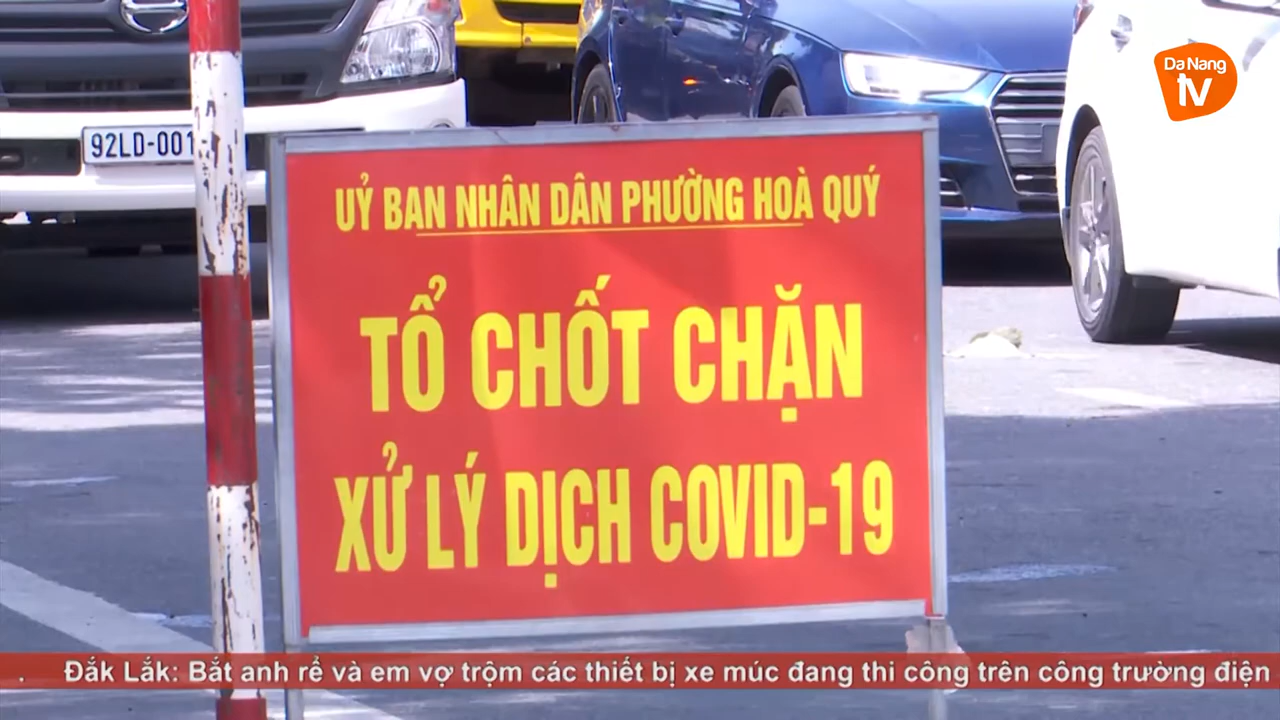 Da Nang
tv
92LD-001
UỶ BAN NHÂN DÂN PHƯỜNG HOÀ QUÝ
TỔ CHỐT CHẶN
XỬ LÝ DỊCH COVID-19
. Đắk Lắk: Bắt anh rể và em vợ trộm các thiết bị xe múc đang thi công trên công trường điện